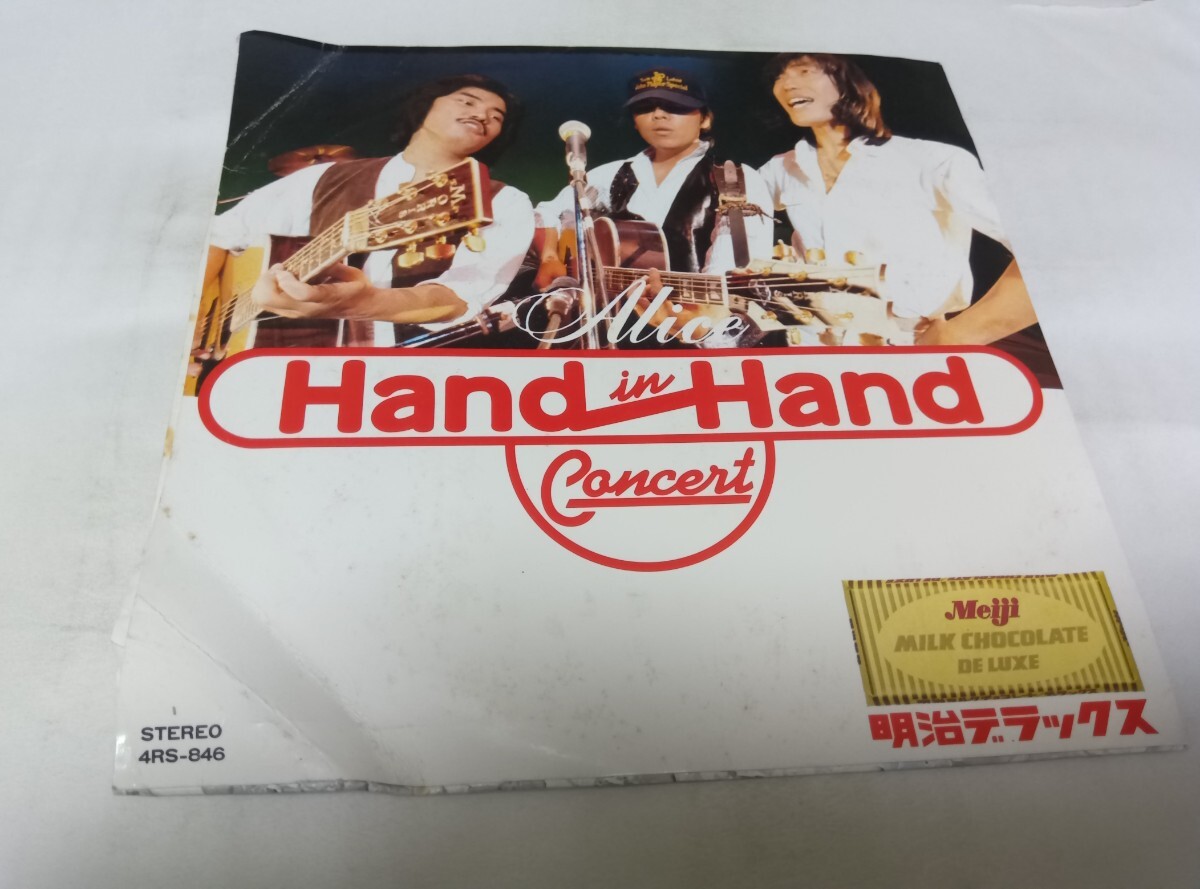 MORRIS
Alice
Hand in Hand
Concert
Meiji
MILK CHOCOLATE
DE LUXE
明治デラックス
STEREO
4RS-846